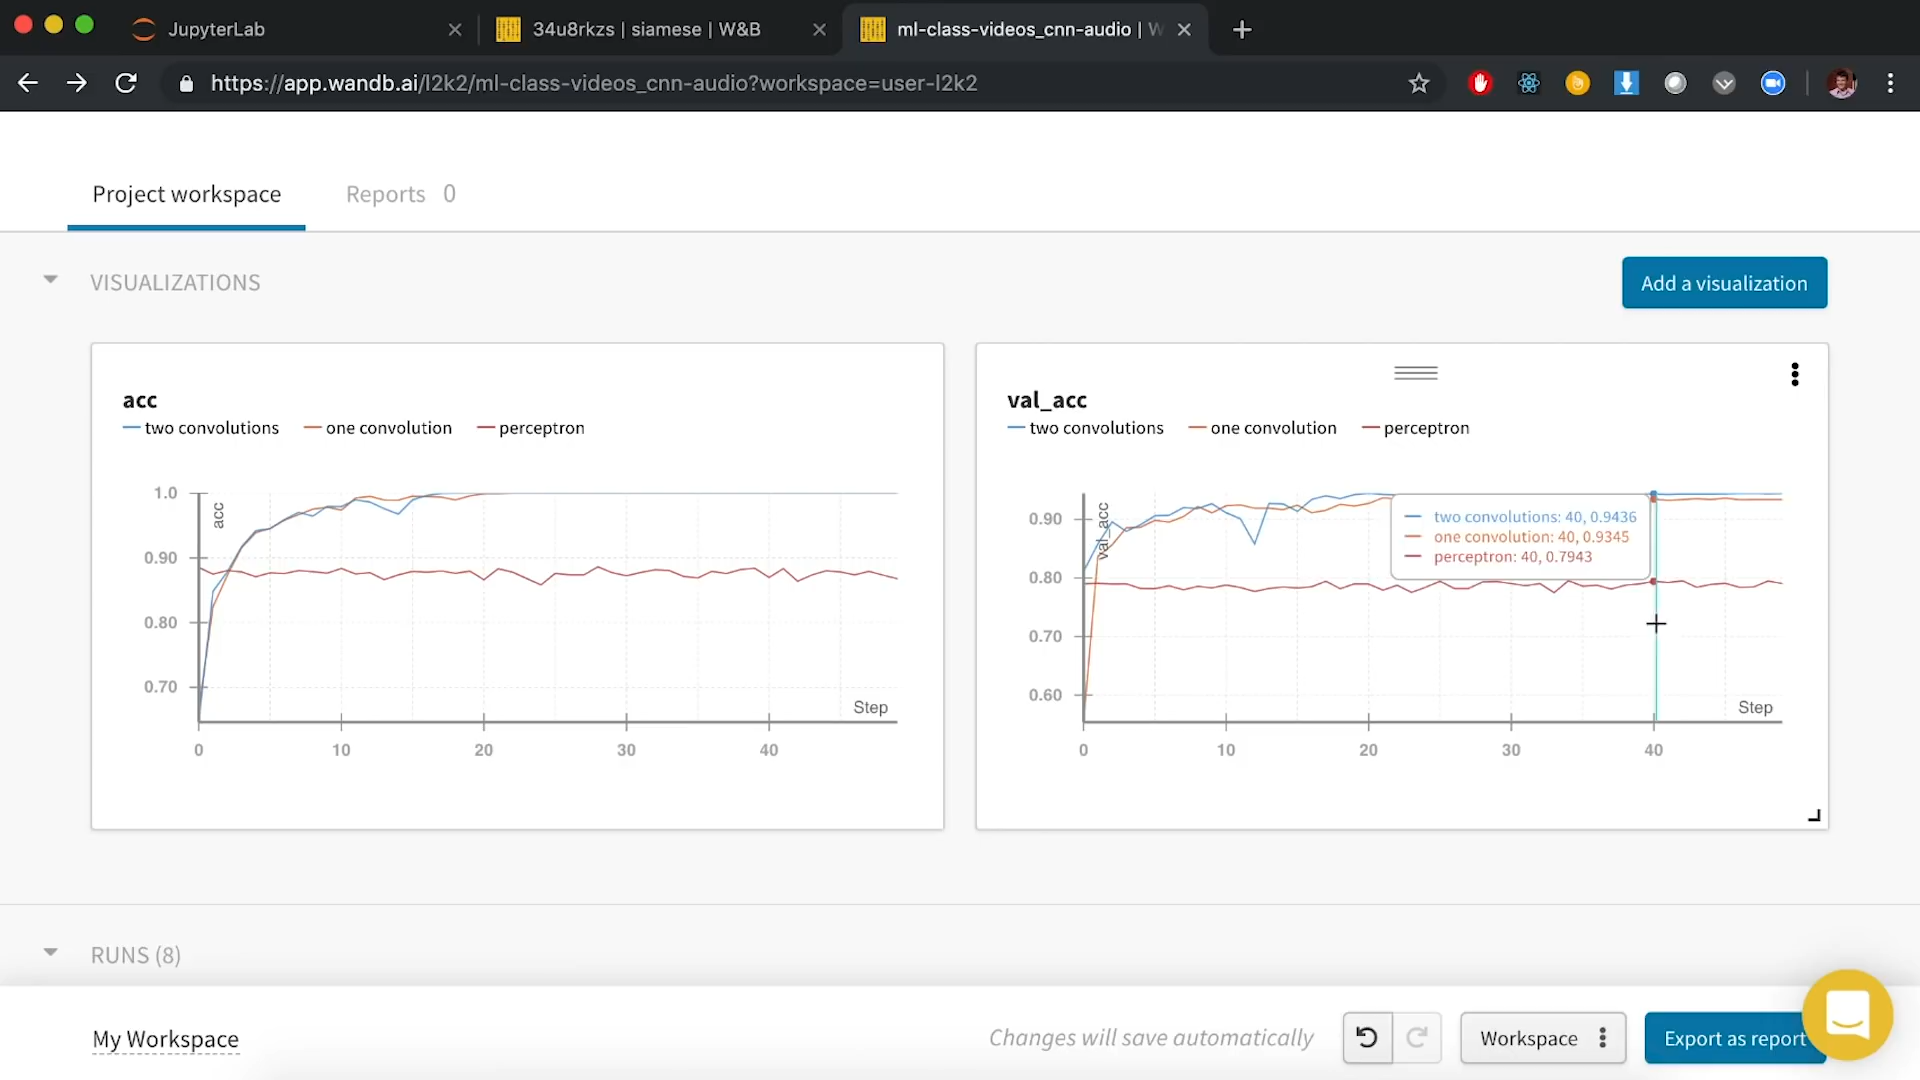 JupyterLab
34u8rkzs | siamese | W&B
ml-class-videos_cnn-audio | W
https://app.wandb.ai/l2k2/ml-class-videos_cnn-audio?workspace=user-l2k2
Project workspace
Reports 0
VISUALIZATIONS
Add a visualization
acc
two convolutions one convolution perceptron
1.0
0.90
0.80
0.70
acc
Step
0 10 20 30 40
val_acc
two convolutions one convolution perceptron
0.90
0.80
0.70
0.60
val_acc
two convolutions: 40, 0.9436
one convolution: 40, 0.9345
perceptron: 40, 0.7943
Step
0 10 20 30 40
RUNS (8)
My Workspace
Changes will save automatically
Workspace
Export as report